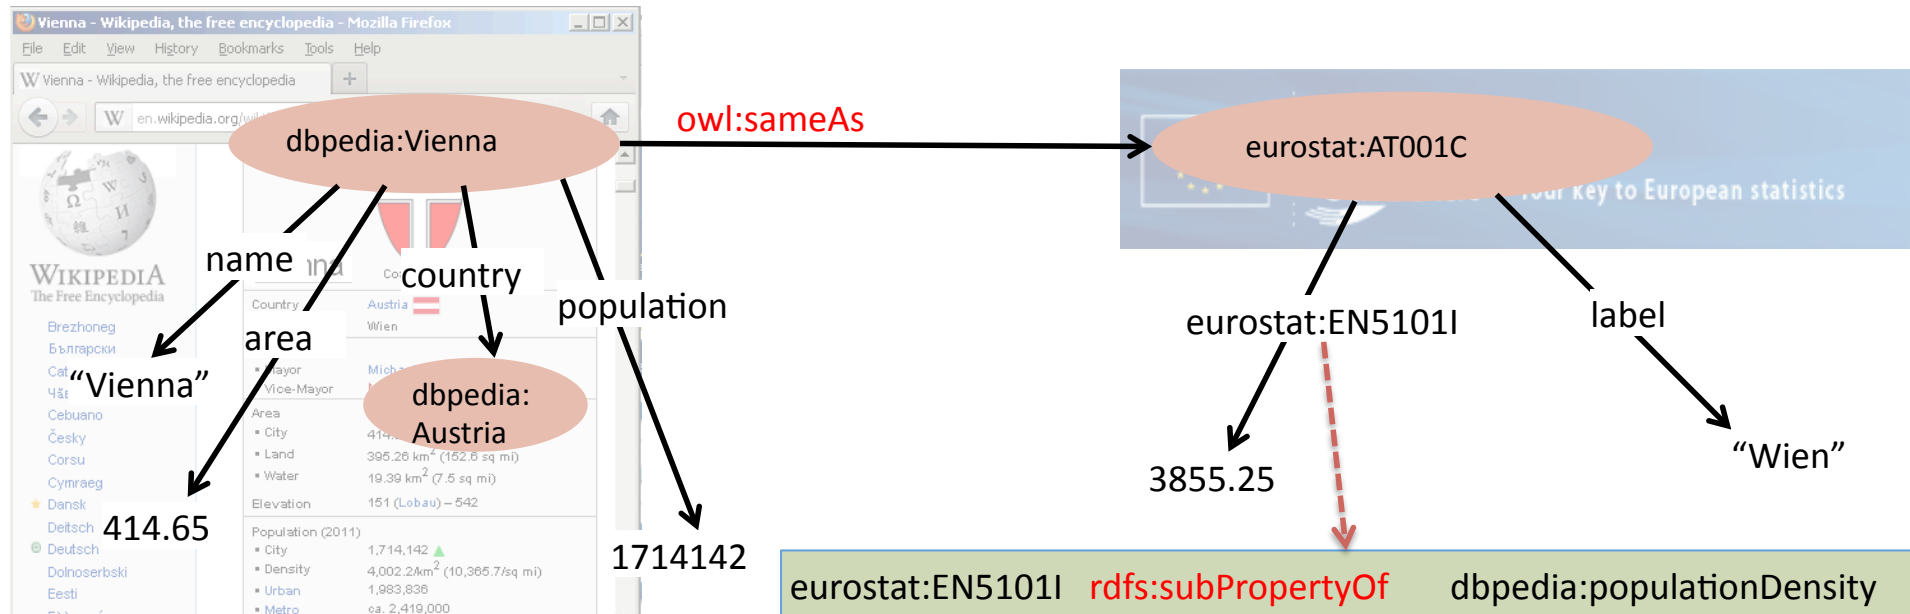 Vienna - Wikipedia, the free encyclopedia - Mozilla Firefox
File Edit View History Bookmarks Tools Help
Vienna - Wikipedia, the free encyclopedia
en.wikipedia.org
dbpedia:Vienna
owl:sameAs
eurostat:AT001C
key to European statistics
WIKIPEDIA
The Free Encyclopedia
name
country
population
area
eurostat:EN5101I
label
Country Austria
Wien
Brezhoneg
Български
“Vienna”
Mayor
Vice-Mayor
dbpedia:
Austria
Cebuano
Česky
Corsu
Cymraeg
Dansk
Deitsch
Deutsch
Dolnoserbski
Eesti
Area
City
Land 395.26 km² (152.6 sq mi)
Water 19.39 km² (7.5 sq mi)
Elevation 151 (Lobau) – 542
Population (2011)
City 1,714,142
Density 4,002.2/km² (10,365.7/sq mi)
Urban 1,983,836
Metro ca. 2,419,000
414.65
1714142
3855.25
“Wien”
eurostat:EN5101I rdfs:subPropertyOf dbpedia:populationDensity